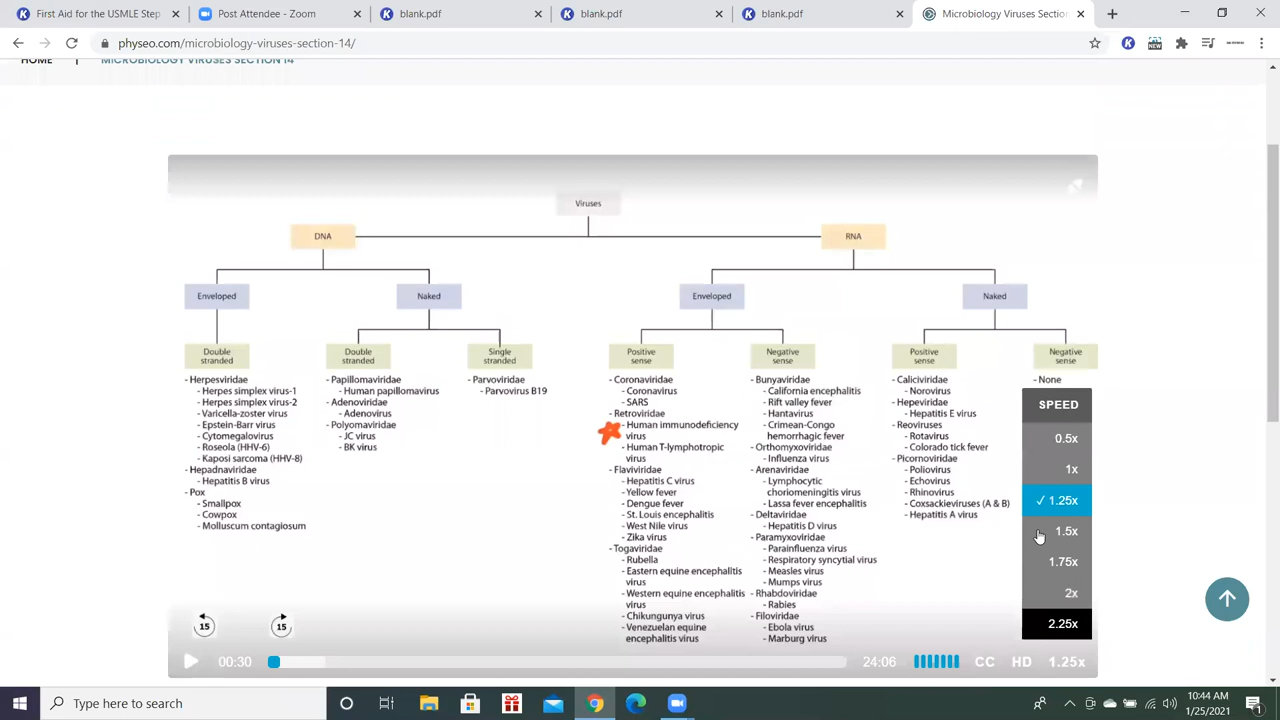 First Aid for the USMLE Step
Post Attendee - Zoom
blank.pdf
blank.pdf
blank.pdf
Microbiology Viruses Sectio
physeo.com/microbiology-viruses-section-14/
NEW
HOME
MICROBIOLOGY VIRUSES SECTION 14
Viruses
DNA
RNA
Enveloped
Naked
Enveloped
Naked
Double
stranded
- Herpesviridae
- Herpes simplex virus-1
- Herpes simplex virus-2
- Varicella-zoster virus
- Epstein-Barr virus
- Cytomegalovirus
- Roseola (HHV-6)
- Kaposi sarcoma (HHV-8)
- Hepadnaviridae
- Hepatitis B virus
- Pox
- Smallpox
- Cowpox
- Molluscum contagiosum
Double
stranded
- Papillomaviridae
- Human papillomavirus
- Adenoviridae
- Adenovirus
- Polyomaviridae
- JC virus
- BK virus
Single
stranded
- Parvoviridae
- Parvovirus B19
Positive
sense
- Coronaviridae
- Coronavirus
- SARS
- Retroviridae
- Human immunodeficiency
virus
- Human T-lymphotropic
virus
- Flaviviridae
- Hepatitis C virus
- Yellow fever
- Dengue fever
- St. Louis encephalitis
- West Nile virus
- Zika virus
- Togaviridae
- Rubella
- Eastern equine encephalitis
virus
- Western equine encephalitis
virus
- Chikungunya virus
- Venezuelan equine
encephalitis virus
Negative
sense
- Bunyaviridae
- California encephalitis
- Rift valley fever
- Hantavirus
- Crimean-Congo
hemorrhagic fever
- Orthomyxoviridae
- Influenza virus
- Arenaviridae
- Lymphocytic
choriomeningitis virus
- Lassa fever encephalitis
- Deltaviridae
- Hepatitis D virus
- Paramyxoviridae
- Parainfluenza virus
- Respiratory syncytial virus
- Measles virus
- Mumps virus
- Rhabdoviridae
- Rabies
- Filoviridae
- Ebola virus
- Marburg virus
Positive
sense
- Caliciviridae
- Norovirus
- Hepeviridae
- Hepatitis E virus
- Reoviruses
- Rotavirus
- Colorado tick fever
- Picornoviridae
- Poliovirus
- Echovirus
- Rhinovirus
- Coxsackieviruses (A & B)
- Hepatitis A virus
Negative
sense
- None
SPEED
0.5x
1x
✓ 1.25x
1.5x
1.75x
2x
2.25x
15
15
00:30
24:06
CC
HD
1.25x
Type here to search
10:44 AM
1/25/2021
1